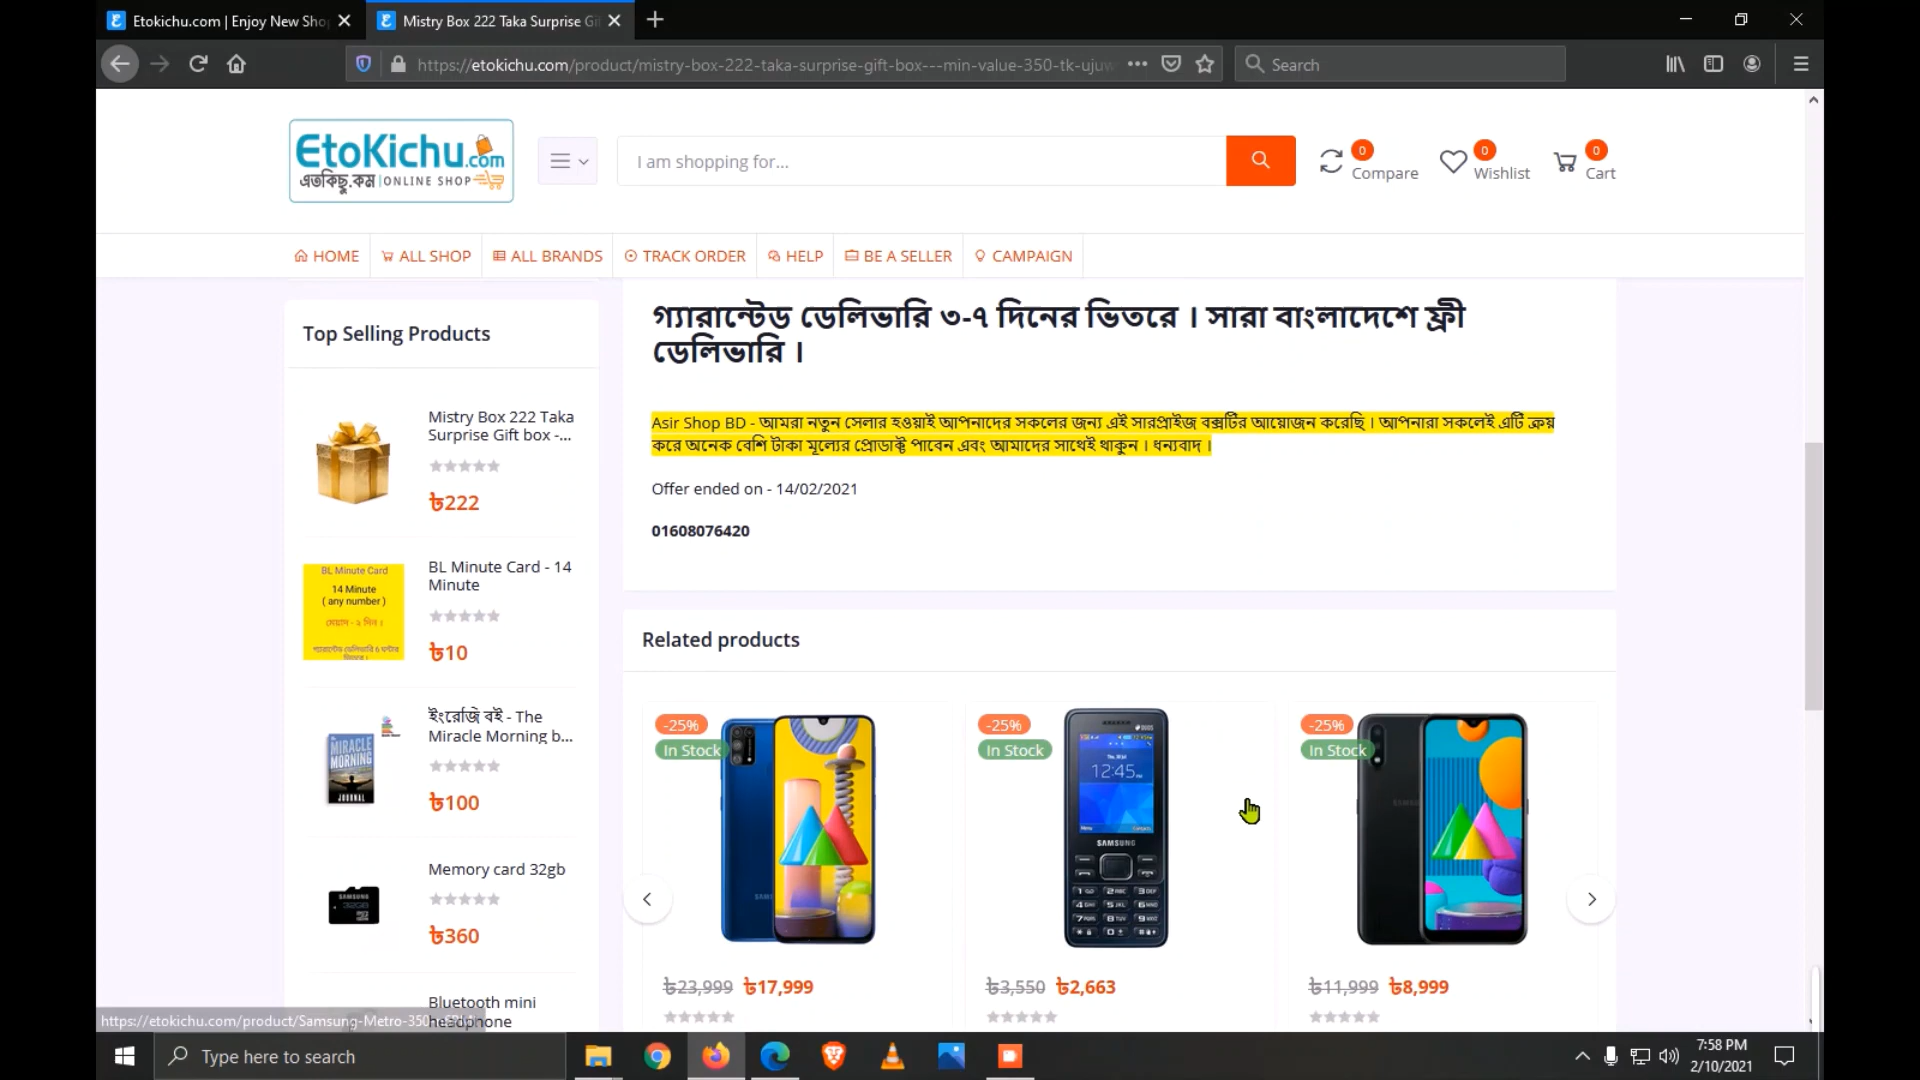 Etokichu.com | Enjoy New Sho
Mistry Box 222 Taka Surprise Gi
https://etokichu.com/product/mistry-box-222-taka-surprise-gift-box---min-value-350-tk-ujuw
Search
EtoKichu.com
এতকিছু.কম | ONLINE SHOP
I am shopping for...
0
Compare
0
Wishlist
0
Cart
HOME
ALL SHOP
ALL BRANDS
TRACK ORDER
HELP
BE A SELLER
CAMPAIGN
গ্যারান্টেড ডেলিভারি ৩-৭ দিনের ভিতরে । সারা বাংলাদেশে ফ্রী
ডেলিভারি ।
Asir Shop BD - আমরা নতুন সেলার হওয়াই আপনাদের সকলের জন্য এই সারপ্রাইজ বক্সটির আয়োজন করেছি । আপনারা সকলেই এটি ক্রয়
করে অনেক বেশি টাকা মূল্যের প্রোডাক্ট পাবেন এবং আমাদের সাথেই থাকুন । ধন্যবাদ ।
Offer ended on - 14/02/2021
01608076420
Top Selling Products
Mistry Box 222 Taka
Surprise Gift box -...
৳222
BL Minute Card
14 Minute
( any number )
মেয়াদ - ২ দিন ।
গ্যারান্টেড ডেলিভারি 6 ঘন্টার
ভিতরে ।
BL Minute Card - 14
Minute
৳10
MIRACLE
MORNING
JOURNAL
ইংরেজি বই - The
Miracle Morning b...
৳100
SAMSUNG
32GB
Memory card 32gb
৳360
Bluetooth mini
headphone
Related products
-25%
In Stock
৳23,999 ৳17,999
-25%
In Stock
12:45
SAMSUNG
৳3,550 ৳2,663
-25%
In Stock
৳11,999 ৳8,999
https://etokichu.com/product/Samsung-Metro-350
Type here to search
7:58 PM
2/10/2021